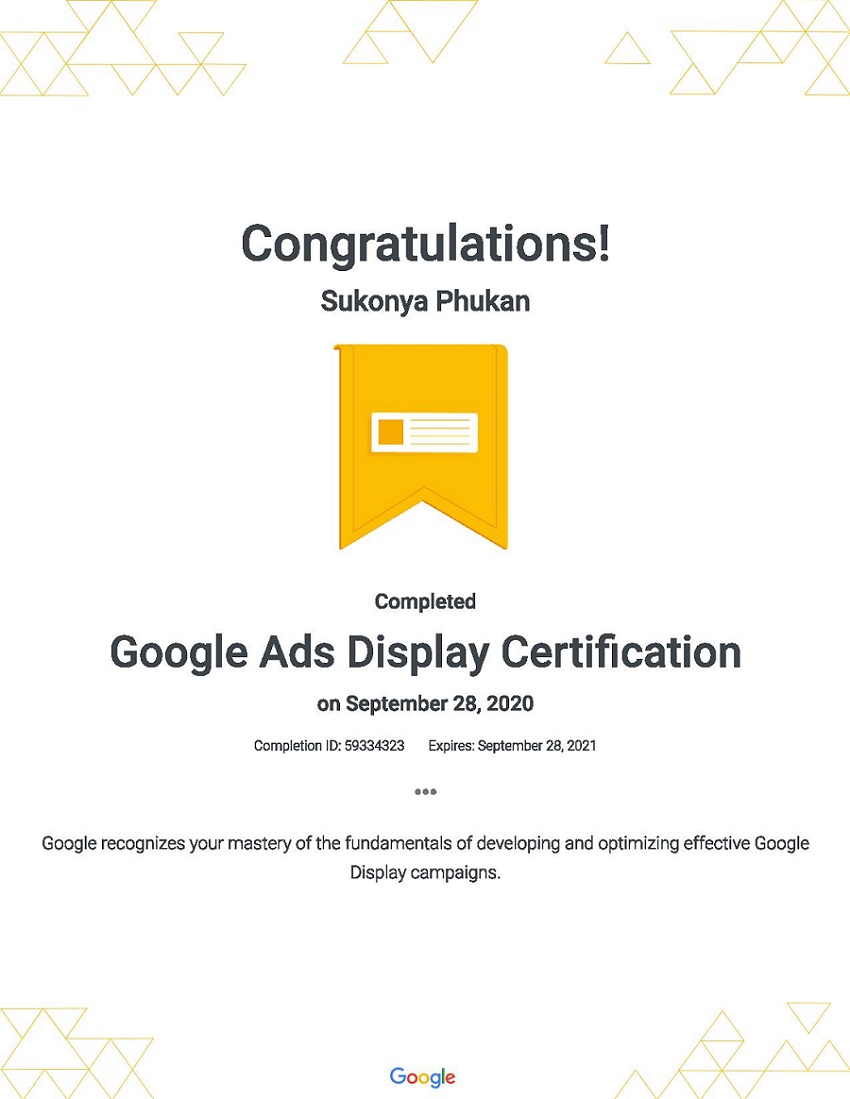 Congratulations!
Sukonya Phukan
Completed
Google Ads Display Certification
on September 28, 2020
Completion ID: 59334323 Expires: September 28, 2021
•••
Google recognizes your mastery of the fundamentals of developing and optimizing effective Google
Display campaigns.
Google